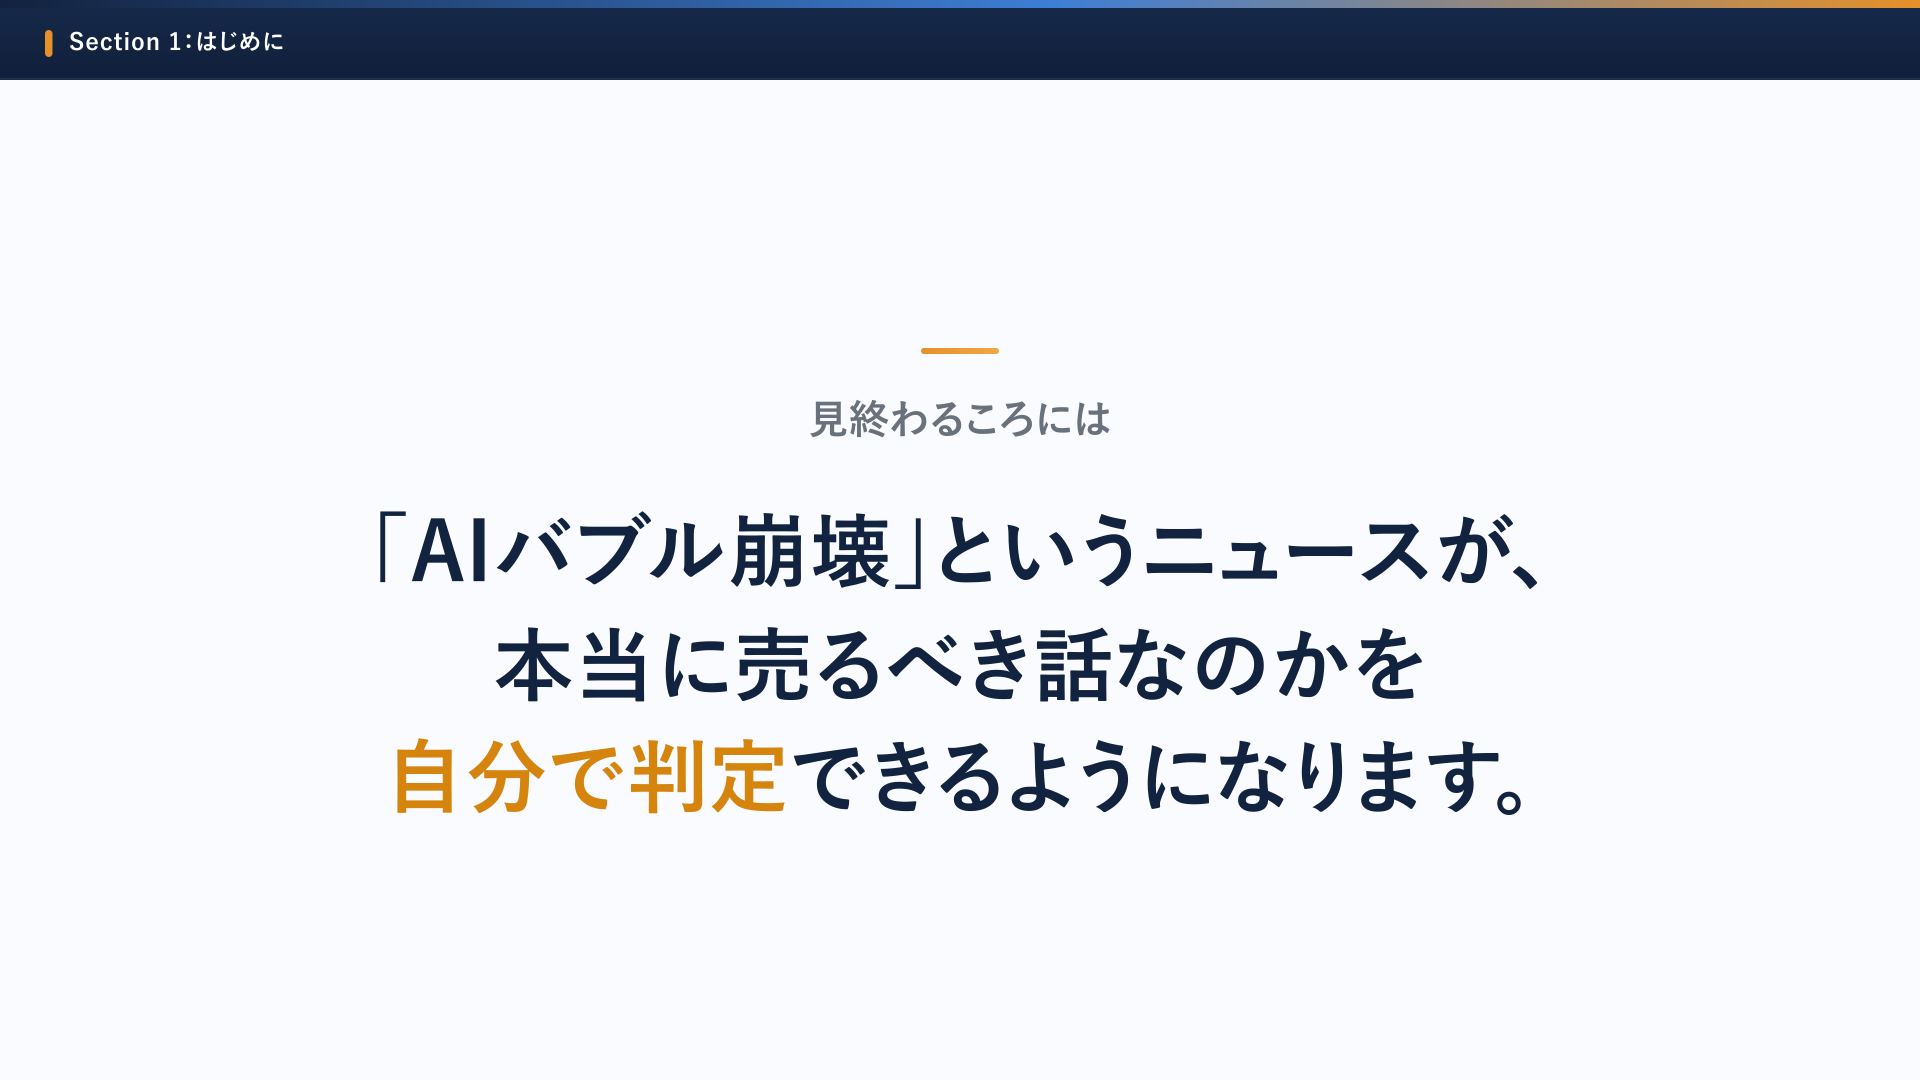 Section 1：はじめに
見終わるころには
「AIバブル崩壊」というニュースが、
本当に売るべき話なのかを
自分で判定できるようになります。